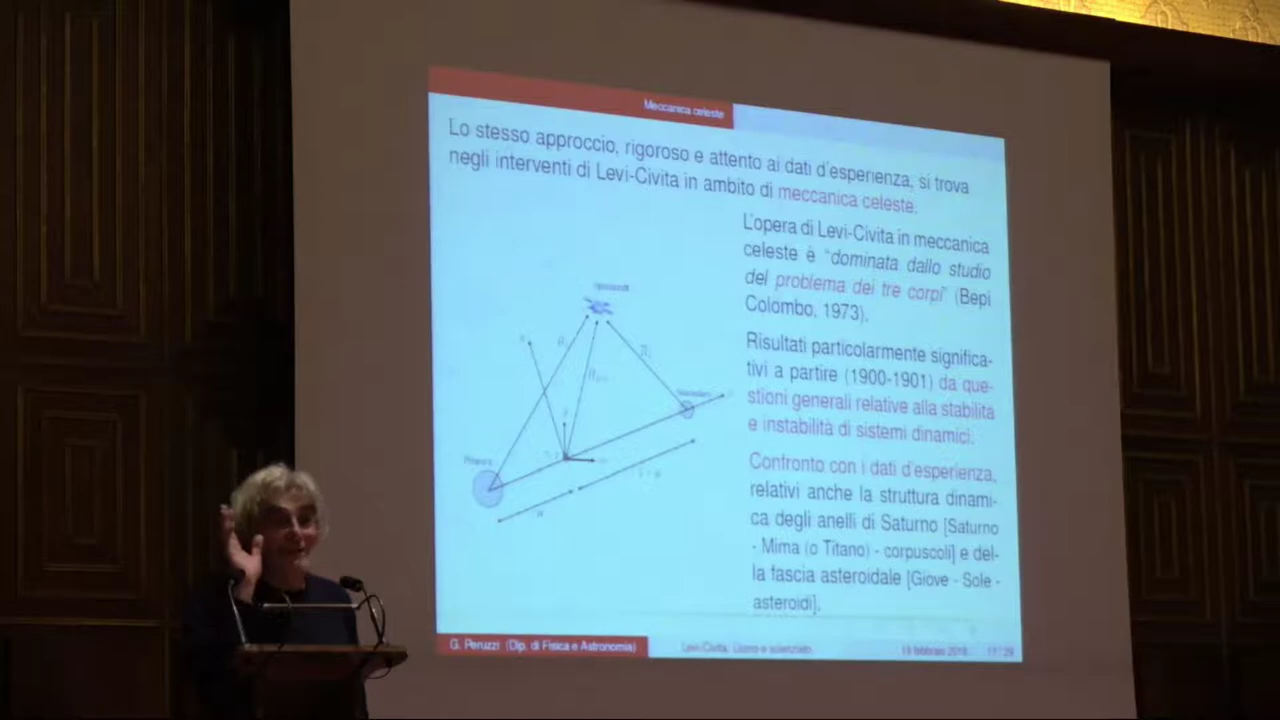 Meccanica celeste
Lo stesso approccio, rigoroso e attento ai dati d'esperienza, si trova
negli interventi di Levi-Civita in ambito di meccanica celeste.
L'opera di Levi-Civita in meccanica
celeste è "dominata dallo studio
del problema dei tre corpi" (Bepi
Colombo, 1973).
Risultati particolarmente significa-
tivi a partire (1900-1901) da que-
stioni generali relative alla stabilità
e instabilità di sistemi dinamici.
Confronto con i dati d'esperienza,
relativi anche la struttura dinami-
ca degli anelli di Saturno [Saturno
- Mima (o Titano) - corpuscoli] e del-
la fascia asteroidale [Giove - Sole -
asteroidi].
G. Peruzzi (Dip. di Fisica e Astronomia)
Levi-Civita. Uomo e scienziato